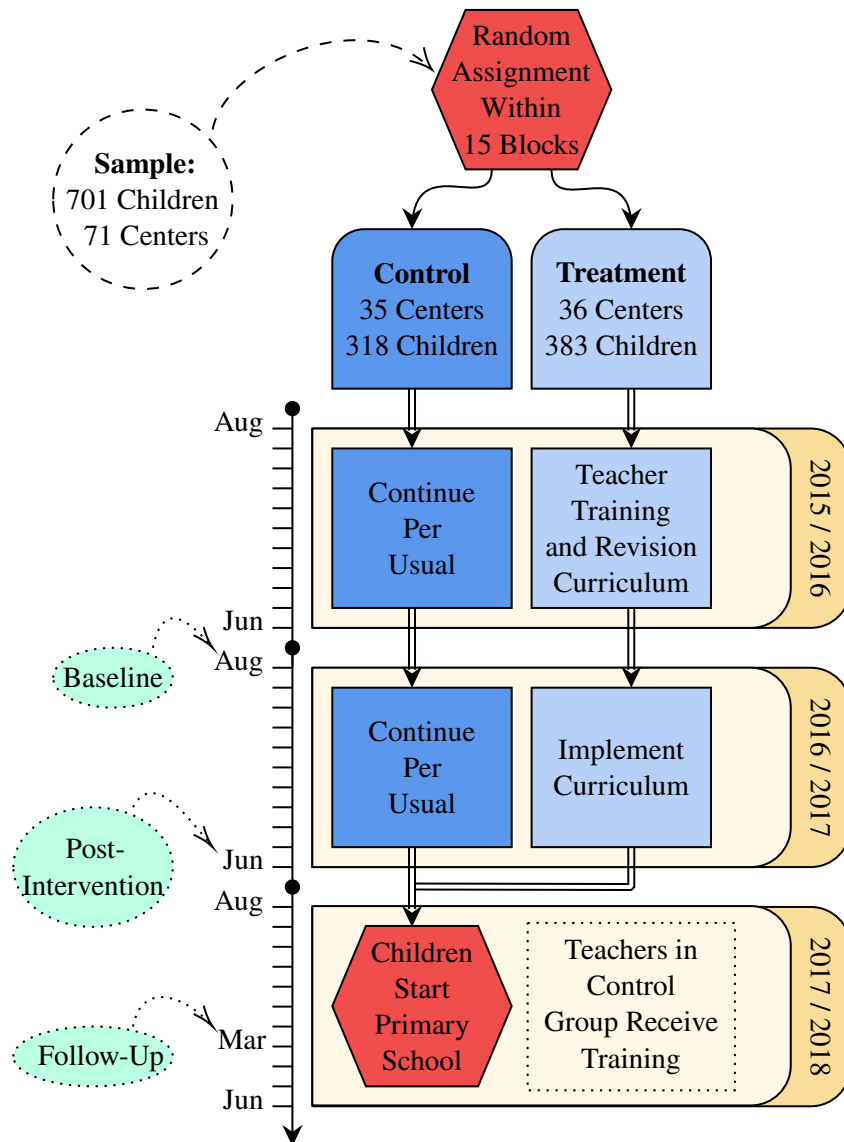 Random
Assignment
Within
15 Blocks
Sample:
701 Children
71 Centers
Control
35 Centers
318 Children
Treatment
36 Centers
383 Children
Aug
Continue
Per
Usual
Teacher
Training
and Revision
Curriculum
2015 / 2016
Jun
Baseline
Aug
Continue
Per
Usual
Implement
Curriculum
2016 / 2017
Post-
Intervention
Jun
Aug
Children
Start
Primary
School
Teachers in
Control
Group Receive
Training
2017 / 2018
Follow-Up
Mar
Jun